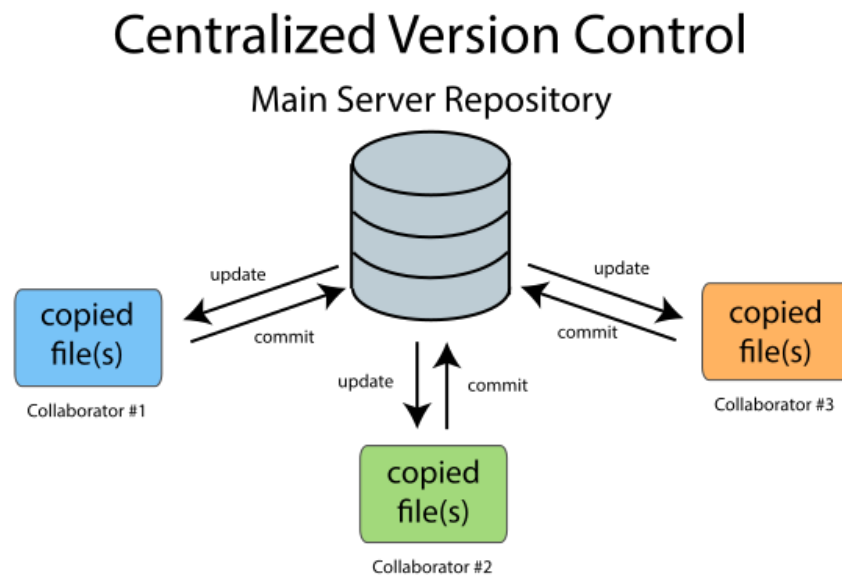 Centralized Version Control
Main Server Repository
update
commit
copied
file(s)
Collaborator #1
update
commit
copied
file(s)
Collaborator #2
update
commit
copied
file(s)
Collaborator #3